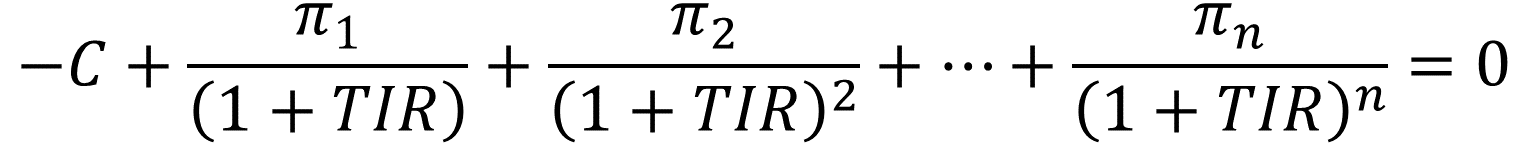 −C + π₁/(1 + TIR) + π₂/(1 + TIR)² + ⋯ + πₙ/(1 + TIR)ⁿ = 0